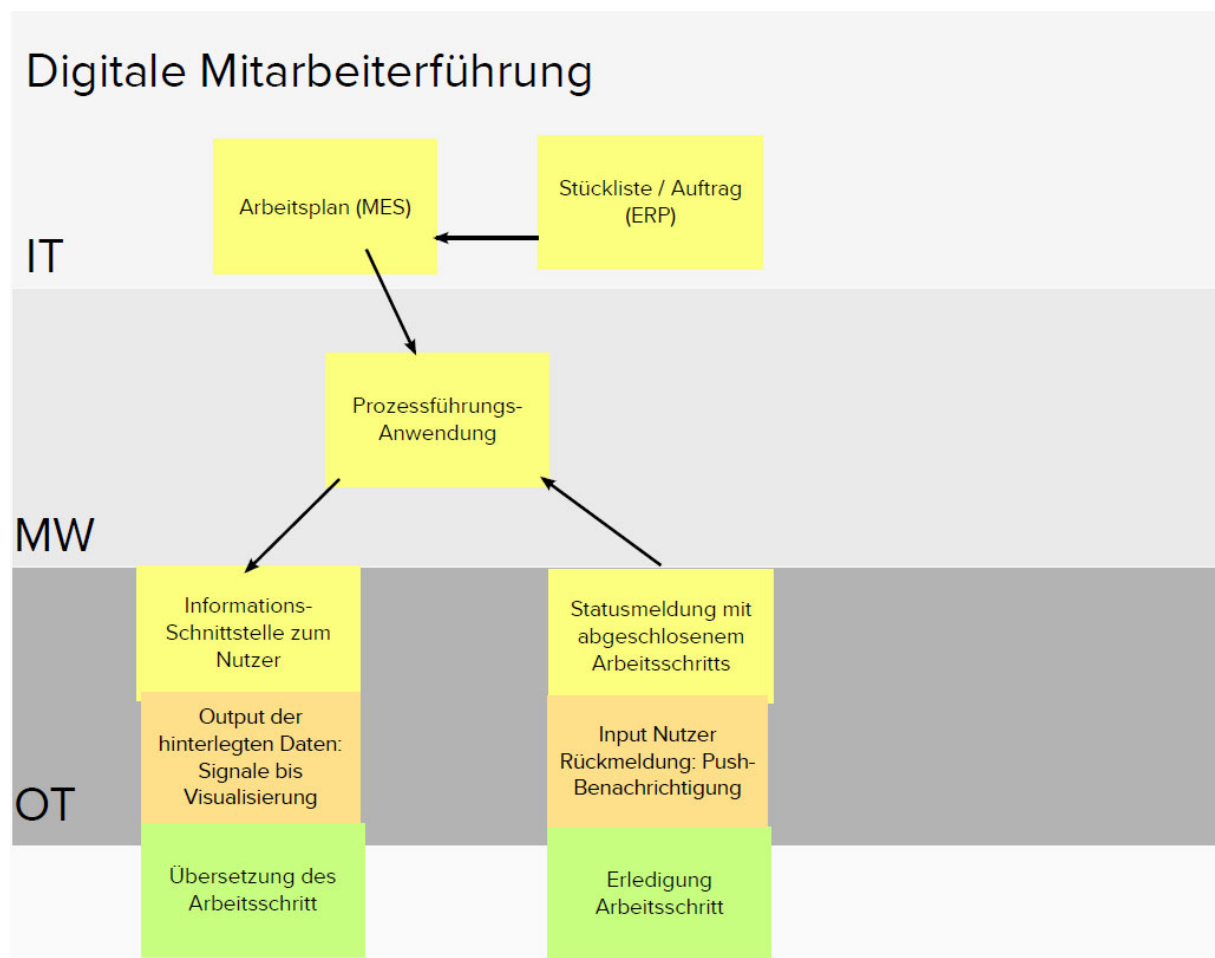 Digitale Mitarbeiterführung
Arbeitsplan (MES)
Stückliste / Auftrag
(ERP)
IT
Prozessführungs-
Anwendung
MW
Informations-
Schnittstelle zum
Nutzer
Statusmeldung mit
abgeschlosenem
Arbeitsschritts
Output der
hinterlegten Daten:
Signale bis
Visualisierung
Input Nutzer
Rückmeldung: Push-
Benachrichtigung
OT
Übersetzung des
Arbeitsschritt
Erledigung
Arbeitsschritt